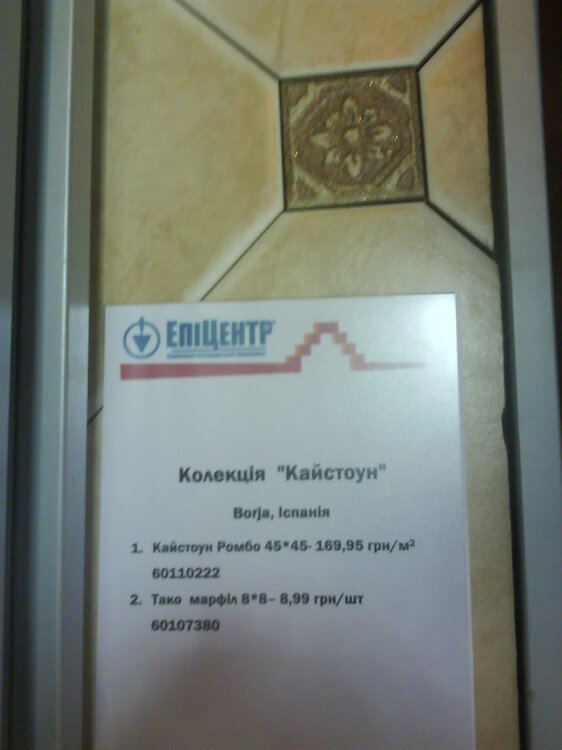 ЕПІЦЕНТР
Колекція "Кайстоун"
Borja, Іспанія
1. Кайстоун Ромбо 45*45- 169,95 грн/м²
60110222
2. Тако марфіл 8*8– 8,99 грн/шт
60107380